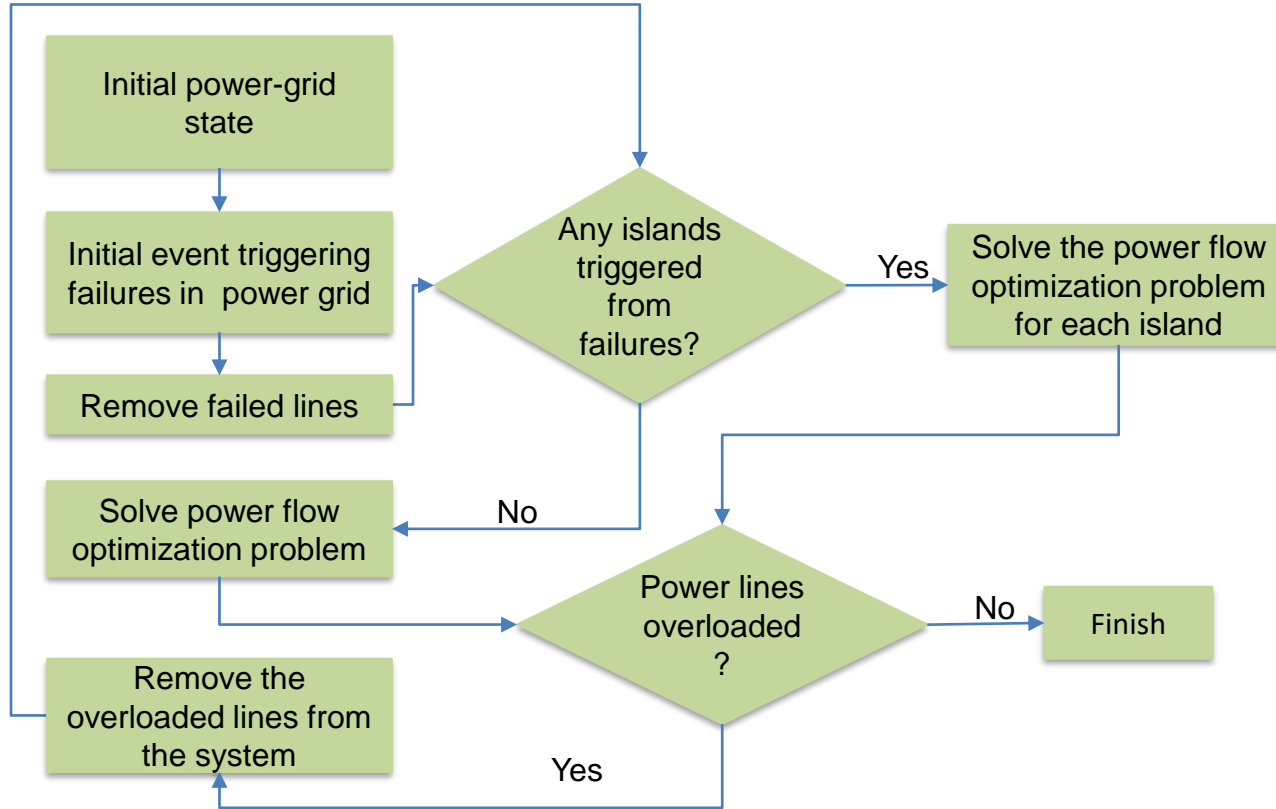 Initial power-grid
state
Initial event triggering
failures in  power grid
Remove failed lines
Any islands
triggered
from
failures?
Yes
Solve the power flow
optimization problem
for each island
No
Solve power flow
optimization problem
Power lines
overloaded
?
No
Finish
Remove the
overloaded lines from
the system
Yes